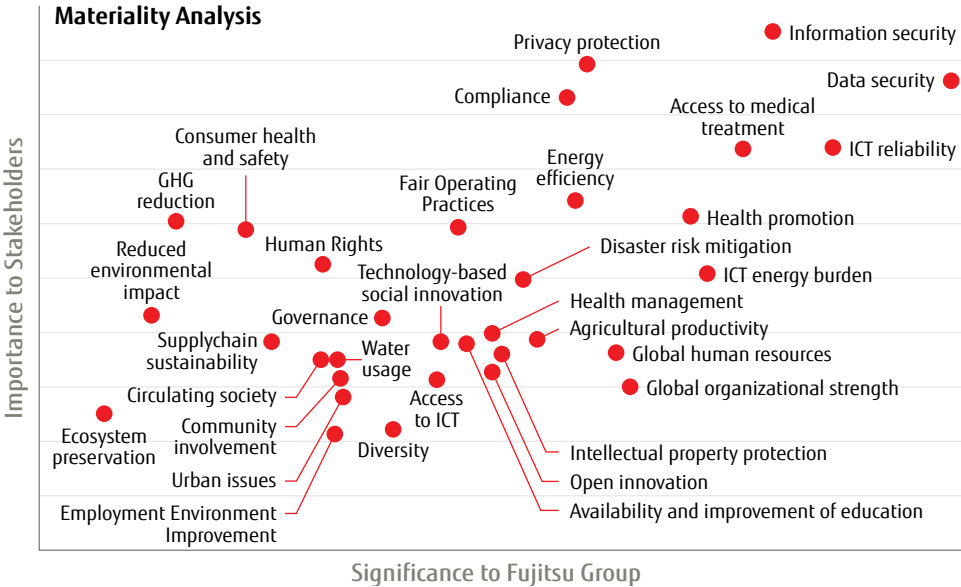 Materiality Analysis
Importance to Stakeholders
Information security
Privacy protection
Data security
Compliance
Access to medical
treatment
ICT reliability
Consumer health
and safety
Energy
efficiency
GHG
reduction
Fair Operating
Practices
Health promotion
Human Rights
Disaster risk mitigation
Reduced
environmental
impact
Technology-based
social innovation
ICT energy burden
Health management
Governance
Agricultural productivity
Supplychain
sustainability
Water
usage
Global human resources
Circulating society
Access
to ICT
Global organizational strength
Community
involvement
Ecosystem
preservation
Diversity
Intellectual property protection
Urban issues
Open innovation
Employment Environment
Improvement
Availability and improvement of education
Significance to Fujitsu Group